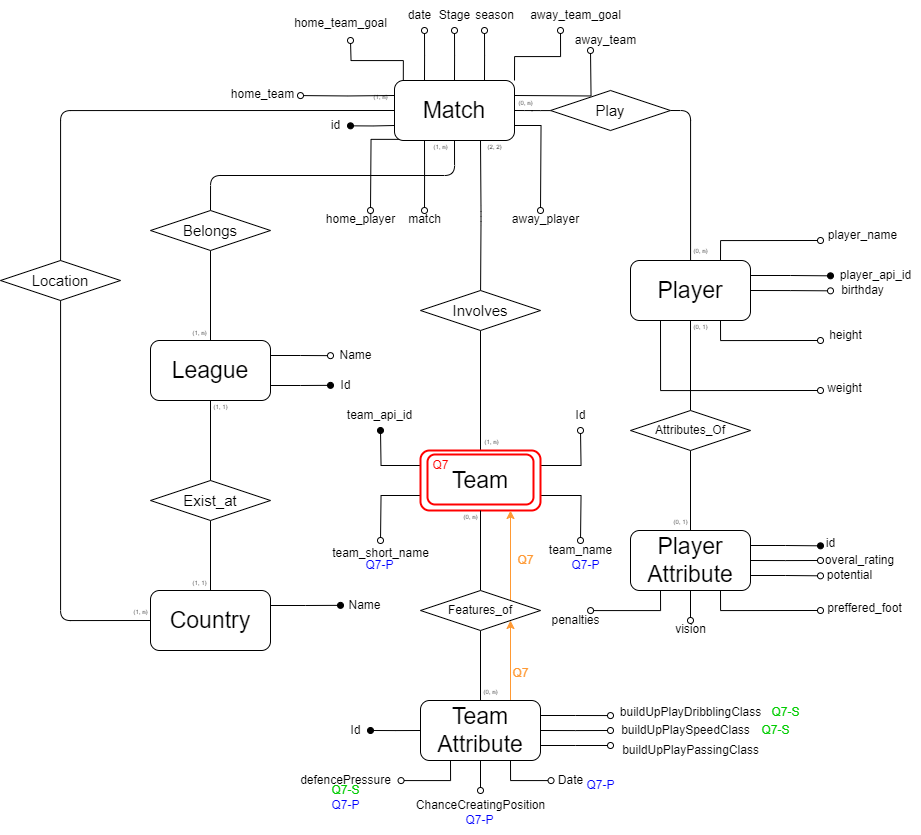 date Stage season away_team_goal
home_team_goal
away_team
home_team
(1, n)
Match
(0, n)
Play
id
(1, n)
(2, 2)
home_player match away_player
Belongs
player_name
(0, n)
Location
Player
player_api_id
birthday
Involves
(0, 1)
(1, n)
height
League
Name
Id
weight
(1, 1)
team_api_id
Id
Attributes_Of
(1, n)
Q7
Team
Exist_at
(0, n)
(0, 1)
team_short_name
Q7-P
team_name
Q7-P
Q7
Player
Attribute
id
overal_rating
potential
(1, 1)
(1, n)
Country
Name
Features_of
penalties
vision
preffered_foot
Q7
(0, n)
Team
Attribute
Id
buildUpPlayDribblingClass Q7-S
buildUpPlaySpeedClass Q7-S
buildUpPlayPassingClass
defencePressure
Q7-S
Q7-P
Date Q7-P
ChanceCreatingPosition
Q7-P